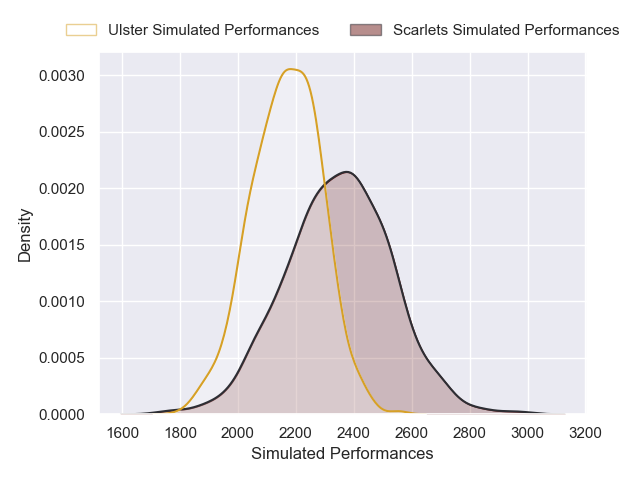 Ulster Simulated Performances
Scarlets Simulated Performances
0.0030
0.0025
0.0020
0.0015
0.0010
0.0005
0.0000
Density
1600 1800 2000 2200 2400 2600 2800 3000 3200
Simulated Performances